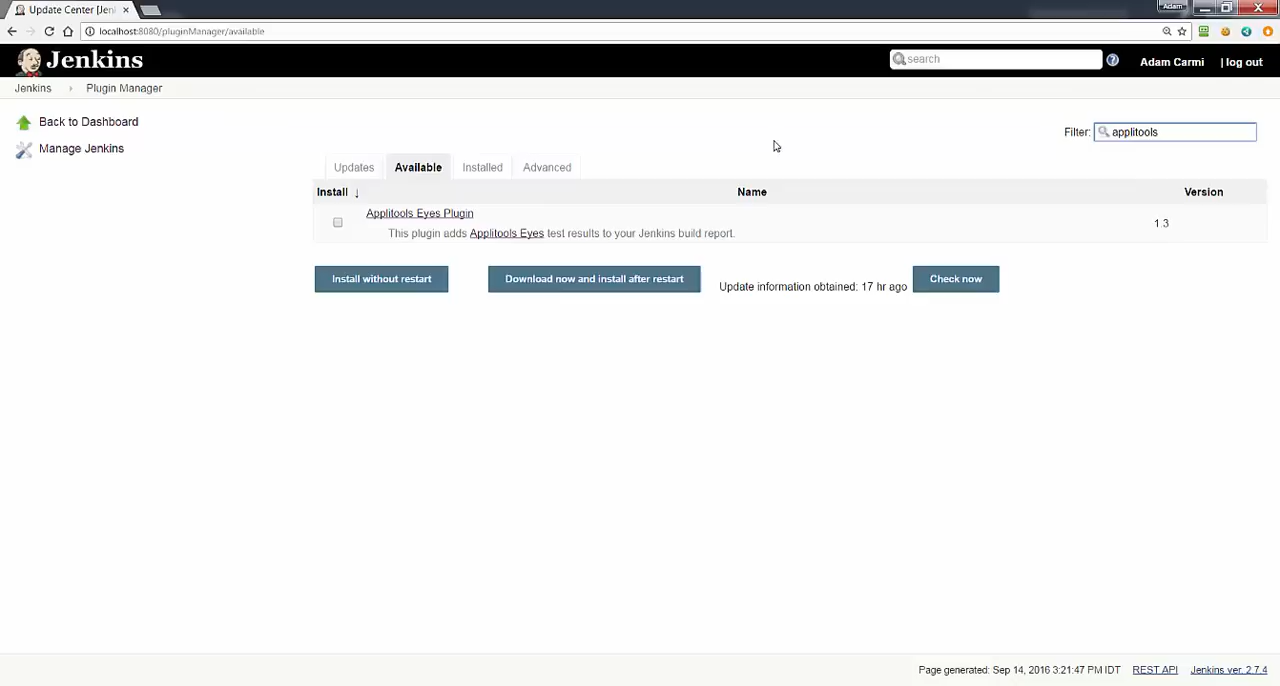 Update Center [Jen
Adam
localhost:8080/pluginManager/available
Jenkins
search
Adam Carmi
| log out
Jenkins
Plugin Manager
Back to Dashboard
Manage Jenkins
Filter:
applitools
Updates
Available
Installed
Advanced
Install ↓
Name
Version
Applitools Eyes Plugin
1.3
This plugin adds Applitools Eyes test results to your Jenkins build report.
Install without restart
Download now and install after restart
Update information obtained: 17 hr ago
Check now
Page generated: Sep 14, 2016 3:21:47 PM IDT
REST API
Jenkins ver. 2.7.4